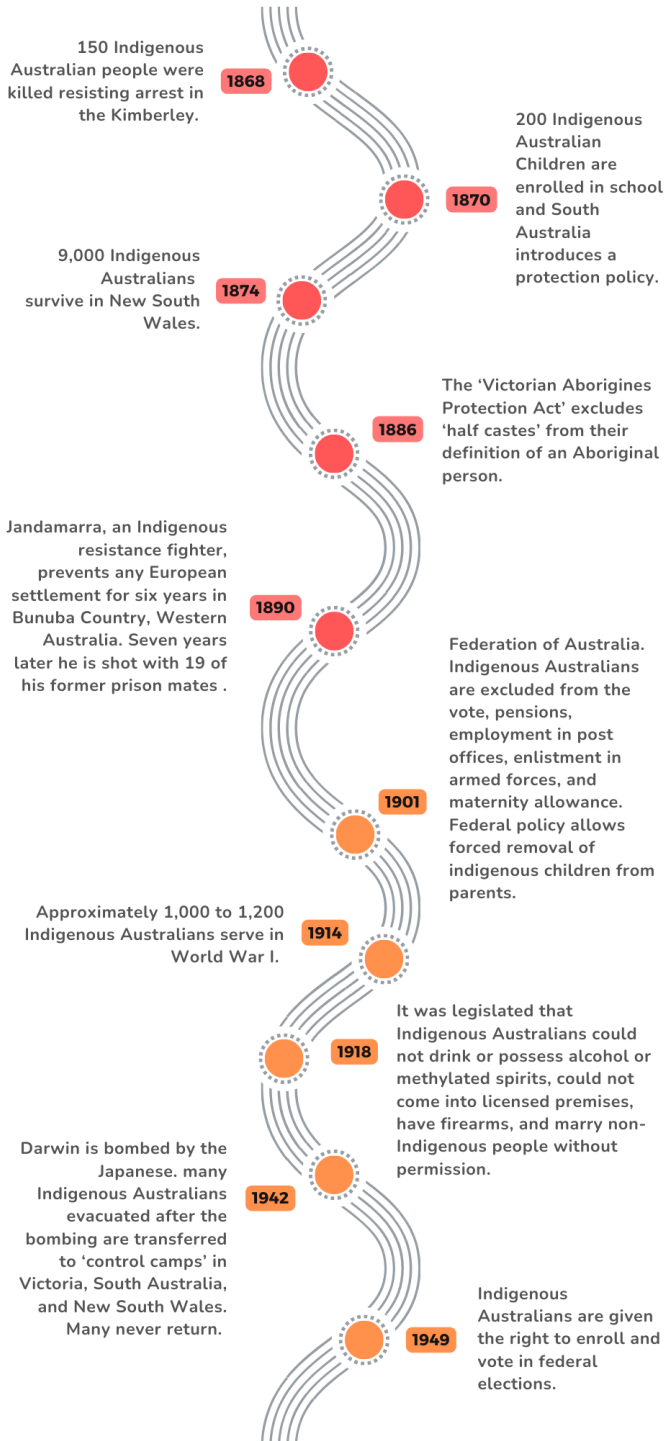 150 Indigenous
Australian people were
killed resisting arrest in
the Kimberley.
1868
200 Indigenous
Australian
Children are
enrolled in school
and South
Australia
introduces a
protection policy.
1870
9,000 Indigenous
Australians
survive in New South
Wales.
1874
The ‘Victorian Aborigines
Protection Act’ excludes
‘half castes’ from their
definition of an Aboriginal
person.
1886
Jandamarra, an Indigenous
resistance fighter,
prevents any European
settlement for six years in
Bunuba Country, Western
Australia. Seven years
later he is shot with 19 of
his former prison mates .
1890
Federation of Australia.
Indigenous Australians
are excluded from the
vote, pensions,
employment in post
offices, enlistment in
armed forces, and
maternity allowance.
Federal policy allows
forced removal of
indigenous children from
parents.
1901
Approximately 1,000 to 1,200
Indigenous Australians serve in
World War I.
1914
It was legislated that
Indigenous Australians could
not drink or possess alcohol or
methylated spirits, could not
come into licensed premises,
have firearms, and marry non-
Indigenous people without
permission.
1918
Darwin is bombed by the
Japanese. many
Indigenous Australians
evacuated after the
bombing are transferred
to ‘control camps’ in
Victoria, South Australia,
and New South Wales.
Many never return.
1942
Indigenous
Australians are given
the right to enroll and
vote in federal
elections.
1949